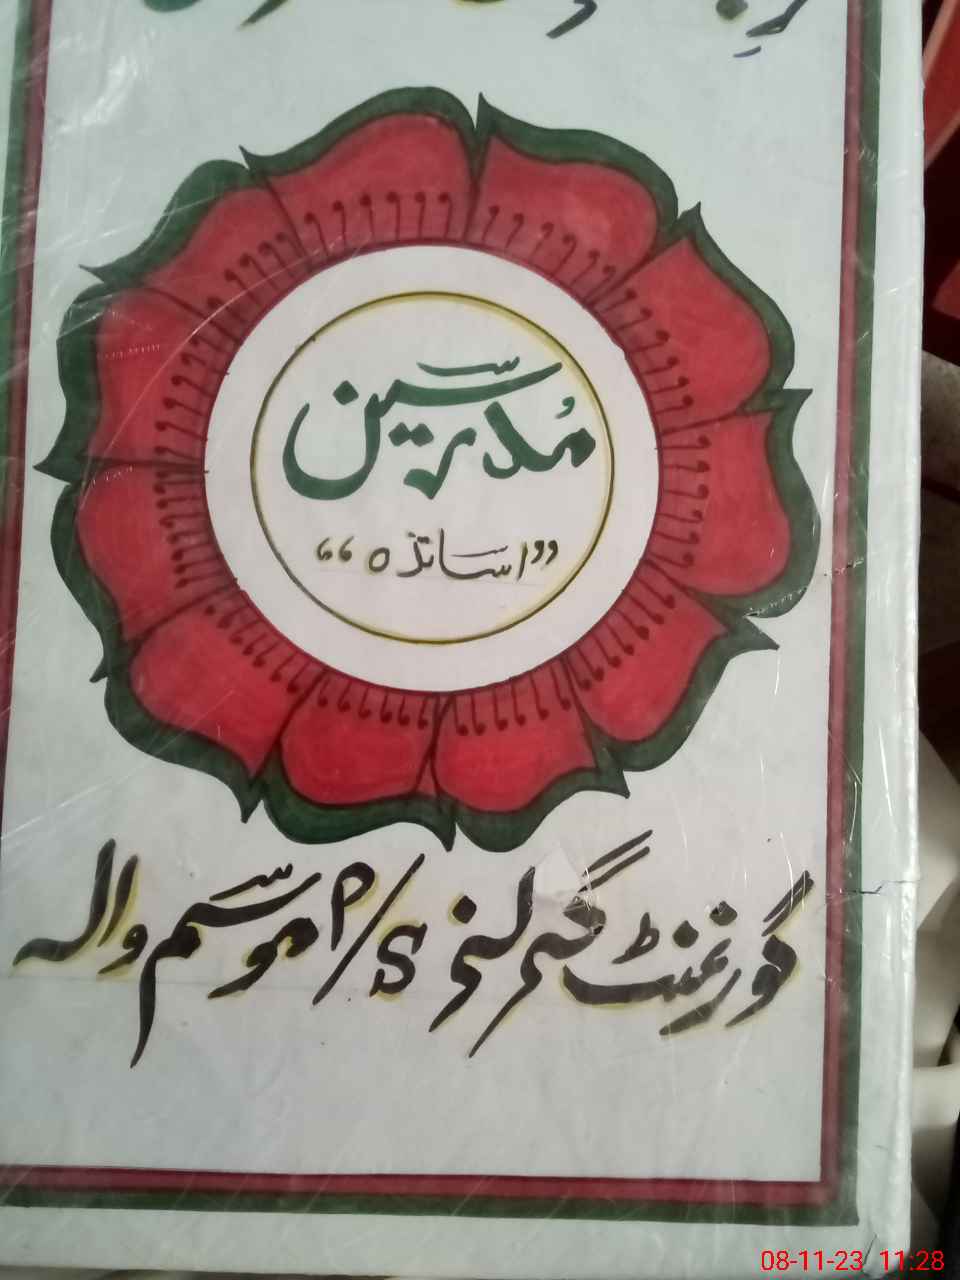 مُدرسین
”اساتذہ“
گورنمنٹ گرلز P/S موسم والہ
08-11-23 11:28